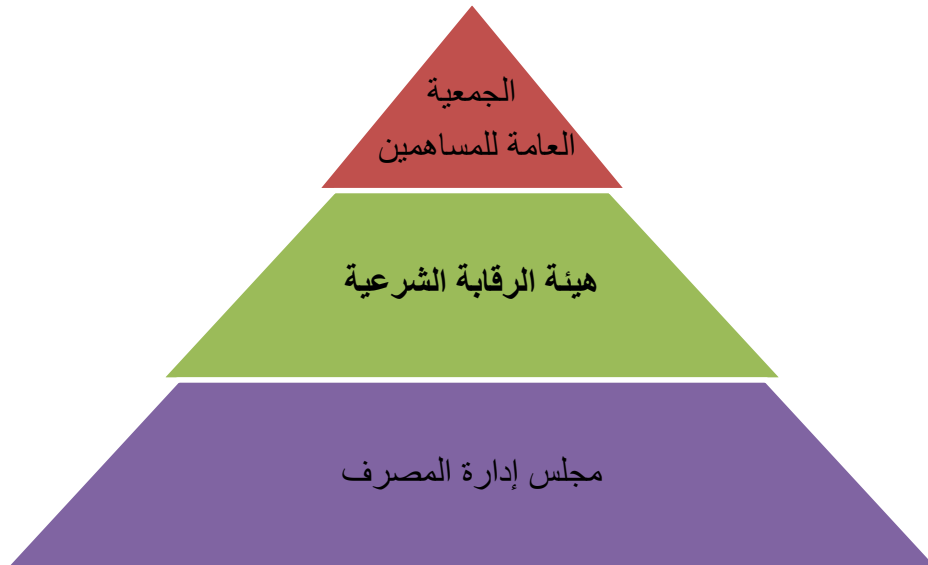 الجمعية
العامة للمساهمين
هيئة الرقابة الشرعية
مجلس إدارة المصرف